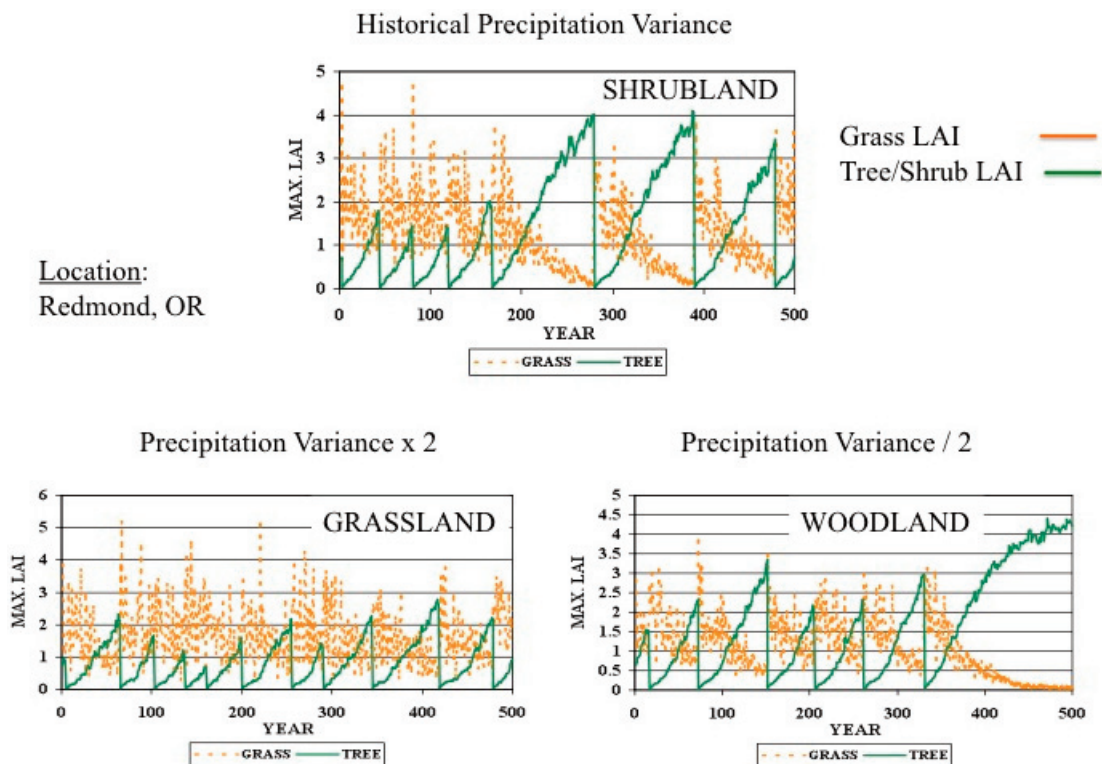 Historical Precipitation Variance
5
4
3
2
1
0
MAX. LAI
SHRUBLAND
0 100 200 300 400 500
YEAR
GRASS TREE
Grass LAI
Tree/Shrub LAI
Location:
Redmond, OR
Precipitation Variance x 2
6
5
4
3
2
1
0
MAX. LAI
GRASSLAND
0 100 200 300 400 500
YEAR
GRASS TREE
Precipitation Variance / 2
5
4.5
4
3.5
3
2.5
2
1.5
1
0.5
0
MAX. LAI
WOODLAND
0 100 200 300 400 500
YEAR
GRASS TREE